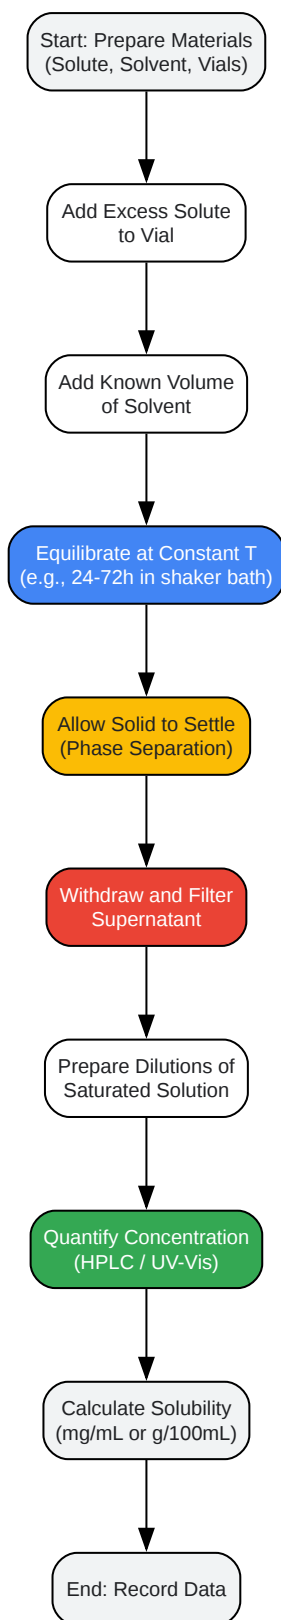 Start: Prepare Materials
(Solute, Solvent, Vials)
Add Excess Solute
to Vial
Add Known Volume
of Solvent
Equilibrate at Constant T
(e.g., 24-72h in shaker bath)
Allow Solid to Settle
(Phase Separation)
Withdraw and Filter
Supernatant
Prepare Dilutions of
Saturated Solution
Quantify Concentration
(HPLC / UV-Vis)
Calculate Solubility
(mg/mL or g/100mL)
End: Record Data